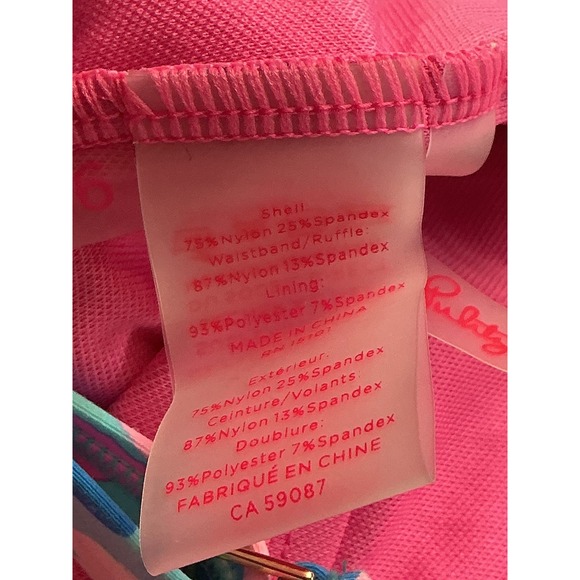 Shell
75%Nylon 25%Spandex
Waistband/Ruffle:
87%Nylon 13%Spandex
Lining:
93%Polyester 7%Spandex
MADE IN CHINA
Extérieur:
75%Nylon 25%Spandex
Ceinture/Volants:
87%Nylon 13%Spandex
Doublure:
93%Polyester 7%Spandex
FABRIQUÉ EN CHINE
CA 59087